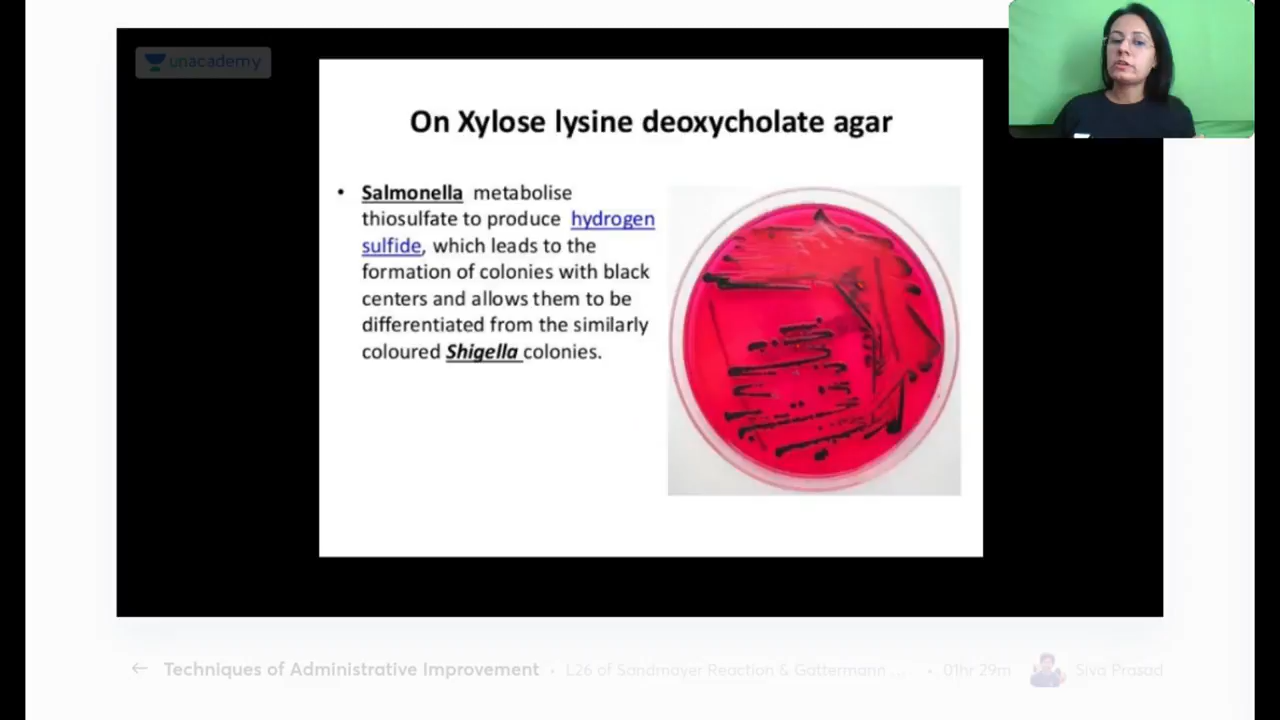 unacademy
On Xylose lysine deoxycholate agar
• Salmonella metabolise
thiosulfate to produce hydrogen
sulfide, which leads to the
formation of colonies with black
centers and allows them to be
differentiated from the similarly
coloured Shigella colonies.
Techniques of Administrative Improvement • L26 of Sandmayer Reaction & Gattermann ... • 01hr 29m Siva Prasad